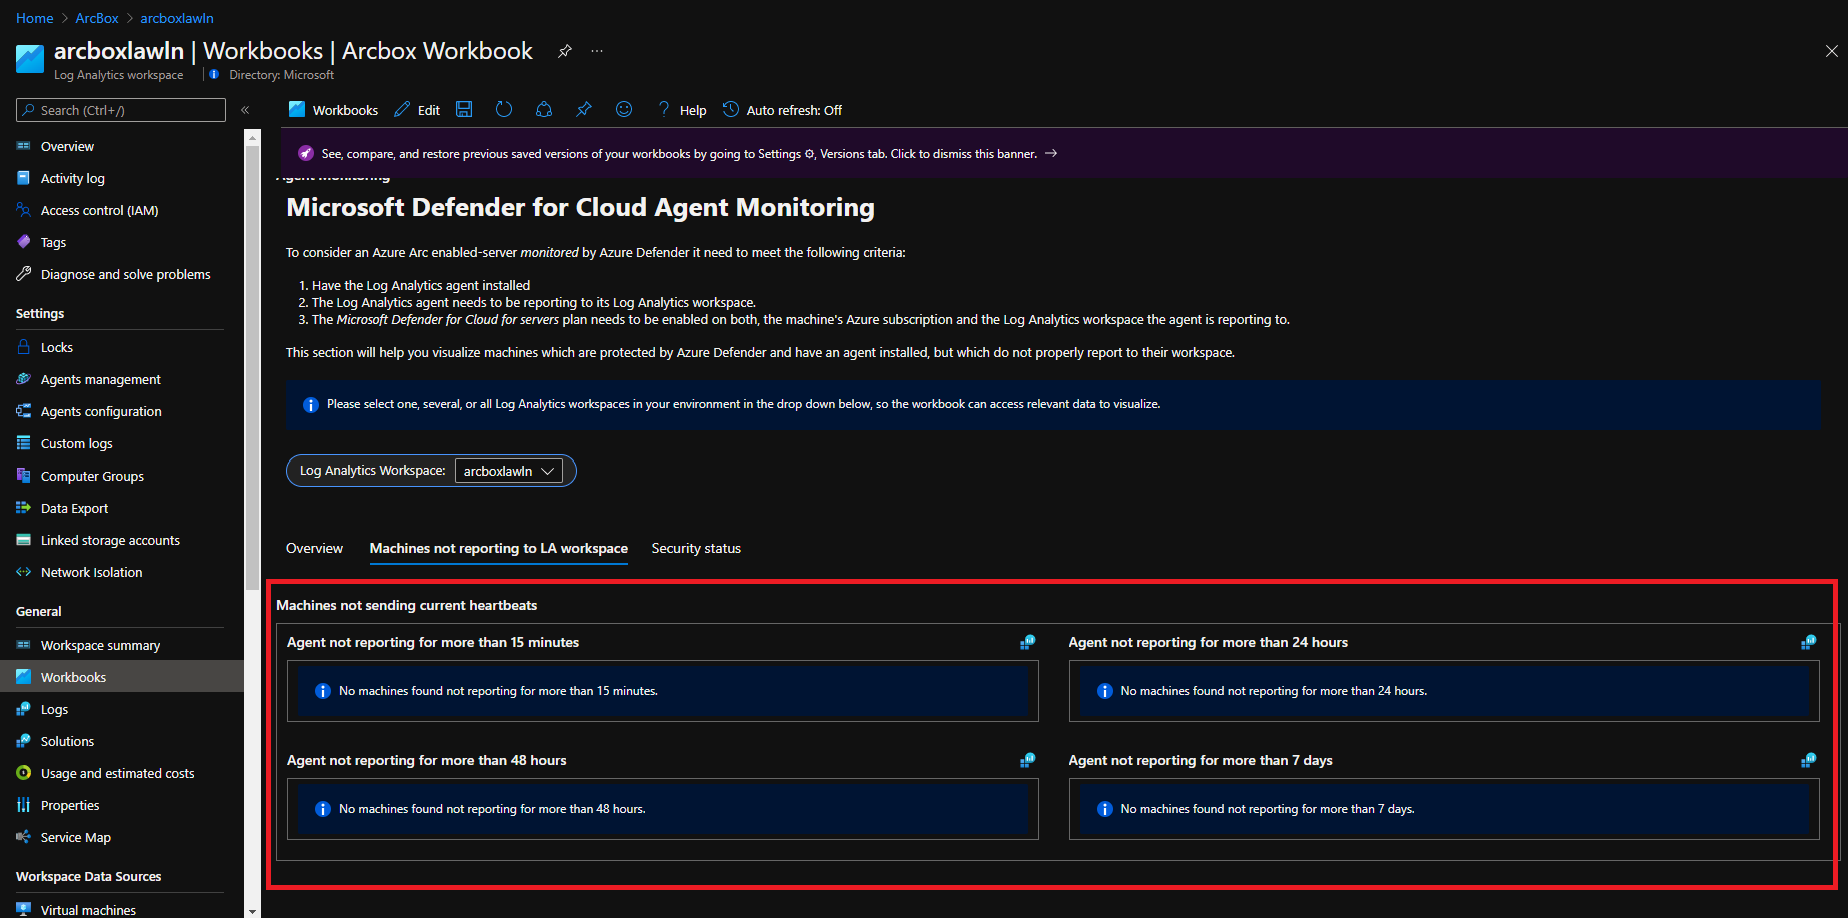 Home > ArcBox > arcboxlawln
arcboxlawln | Workbooks | Arcbox Workbook ...
Log Analytics workspace | Directory: Microsoft
Search (Ctrl+/) «
Overview
Activity log
Access control (IAM)
Tags
Diagnose and solve problems
Settings
Locks
Agents management
Agents configuration
Custom logs
Computer Groups
Data Export
Linked storage accounts
Network Isolation
General
Workspace summary
Workbooks
Logs
Solutions
Usage and estimated costs
Properties
Service Map
Workspace Data Sources
Virtual machines
Workbooks Edit ? Help Auto refresh: Off
See, compare, and restore previous saved versions of your workbooks by going to Settings ⚙, Versions tab. Click to dismiss this banner. →
Agent Monitoring
Microsoft Defender for Cloud Agent Monitoring
To consider an Azure Arc enabled-server monitored by Azure Defender it need to meet the following criteria:
1. Have the Log Analytics agent installed
2. The Log Analytics agent needs to be reporting to its Log Analytics workspace.
3. The Microsoft Defender for Cloud for servers plan needs to be enabled on both, the machine's Azure subscription and the Log Analytics workspace the agent is reporting to.
This section will help you visualize machines which are protected by Azure Defender and have an agent installed, but which do not properly report to their workspace.
Please select one, several, or all Log Analytics workspaces in your environment in the drop down below, so the workbook can access relevant data to visualize.
Log Analytics Workspace: arcboxlawln
Overview Machines not reporting to LA workspace Security status
Machines not sending current heartbeats
Agent not reporting for more than 15 minutes
No machines found not reporting for more than 15 minutes.
Agent not reporting for more than 24 hours
No machines found not reporting for more than 24 hours.
Agent not reporting for more than 48 hours
No machines found not reporting for more than 48 hours.
Agent not reporting for more than 7 days
No machines found not reporting for more than 7 days.